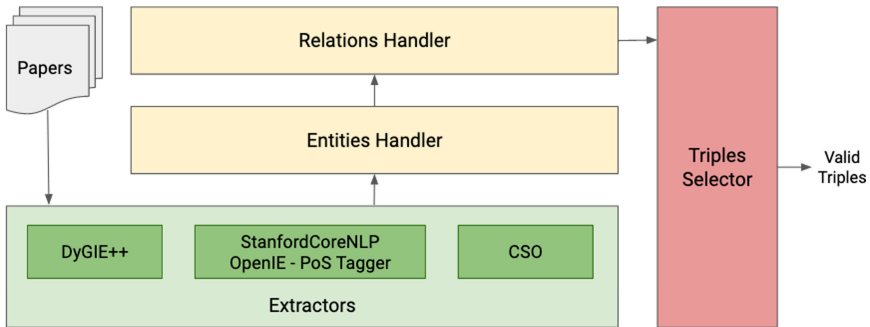 Papers
Relations Handler
Entities Handler
DyGIE++
StanfordCoreNLP
OpenIE - PoS Tagger
CSO
Extractors
Triples
Selector
Valid
Triples